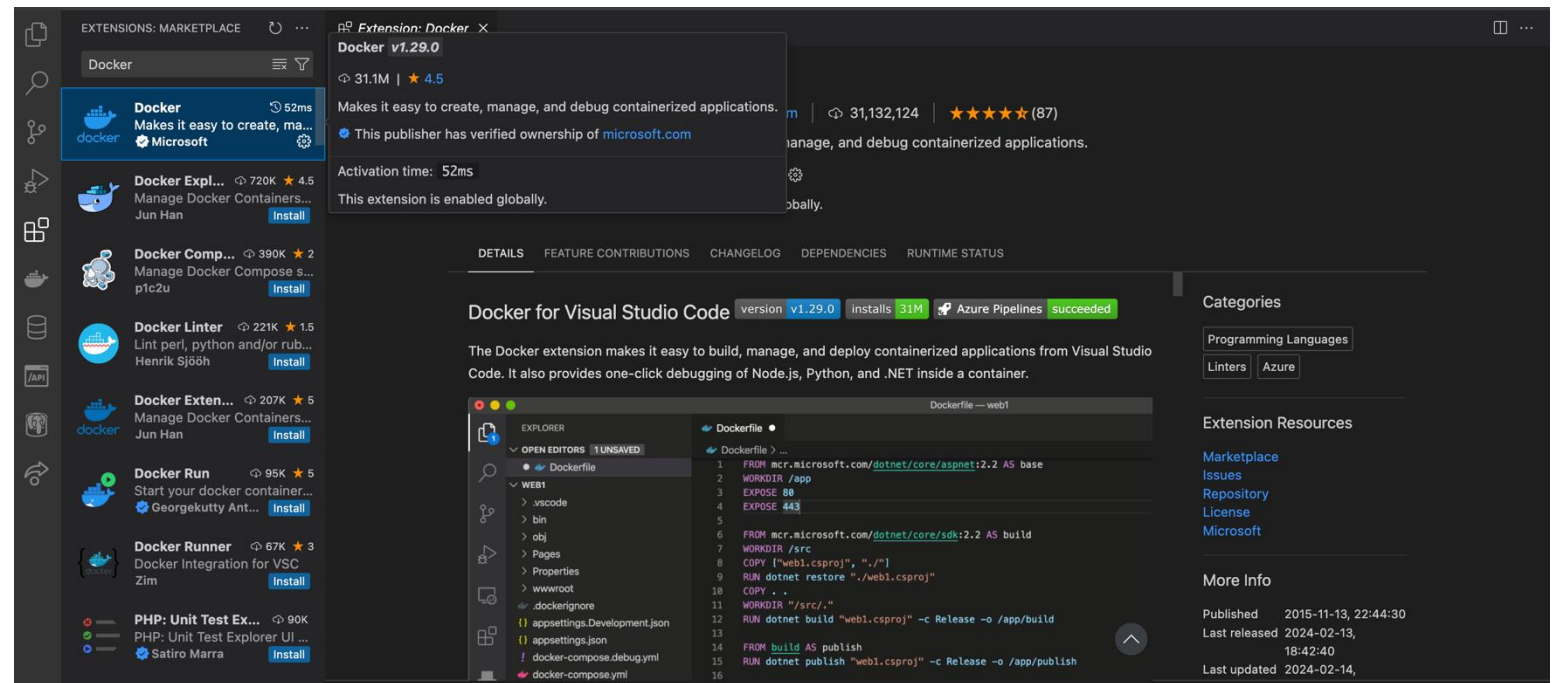 EXTENSIONS: MARKETPLACE
Docker
Docker 52ms
Makes it easy to create, ma...
Microsoft
docker
Docker Expl... 720K ★ 4.5
Manage Docker Containers...
Jun Han Install
Docker Comp... 390K ★ 2
Manage Docker Compose s...
p1c2u Install
Docker Linter 221K ★ 1.5
Lint perl, python and/or rub...
Henrik Sjööh Install
Docker Exten... 207K ★ 5
Manage Docker Containers...
Jun Han Install
docker
Docker Run 95K ★ 5
Start your docker container...
Georgekutty Ant... Install
Docker Runner 67K ★ 3
Docker Integration for VSC
Zim Install
PHP: Unit Test Ex... 90K
PHP: Unit Test Explorer UI ...
Satiro Marra Install
/API
Extension: Docker
Docker v1.29.0
31.1M | ★ 4.5
Makes it easy to create, manage, and debug containerized applications.
This publisher has verified ownership of microsoft.com
Activation time: 52ms
This extension is enabled globally.
31,132,124 (87)
manage, and debug containerized applications.
DETAILS FEATURE CONTRIBUTIONS CHANGELOG DEPENDENCIES RUNTIME STATUS
Docker for Visual Studio Code version v1.29.0 installs 31M Azure Pipelines succeeded
The Docker extension makes it easy to build, manage, and deploy containerized applications from Visual Studio
Code. It also provides one-click debugging of Node.js, Python, and .NET inside a container.
Dockerfile — web1
EXPLORER
OPEN EDITORS 1 UNSAVED
Dockerfile
WEB1
.vscode
bin
obj
Pages
Properties
wwwroot
.dockerignore
{} appsettings.Development.json
{} appsettings.json
! docker-compose.debug.yml
docker-compose.yml
Dockerfile
Dockerfile > ...
1 FROM mcr.microsoft.com/dotnet/core/aspnet:2.2 AS base
2 WORKDIR /app
3 EXPOSE 80
4 EXPOSE 443
5
6 FROM mcr.microsoft.com/dotnet/core/sdk:2.2 AS build
7 WORKDIR /src
8 COPY ["web1.csproj", "./"]
9 RUN dotnet restore "./web1.csproj"
10 COPY . .
11 WORKDIR "/src/."
12 RUN dotnet build "web1.csproj" -c Release -o /app/build
13
14 FROM build AS publish
15 RUN dotnet publish "web1.csproj" -c Release -o /app/publish
16
Categories
Programming Languages
Linters Azure
Extension Resources
Marketplace
Issues
Repository
License
Microsoft
More Info
Published 2015-11-13, 22:44:30
Last released 2024-02-13,
18:42:40
Last updated 2024-02-14,